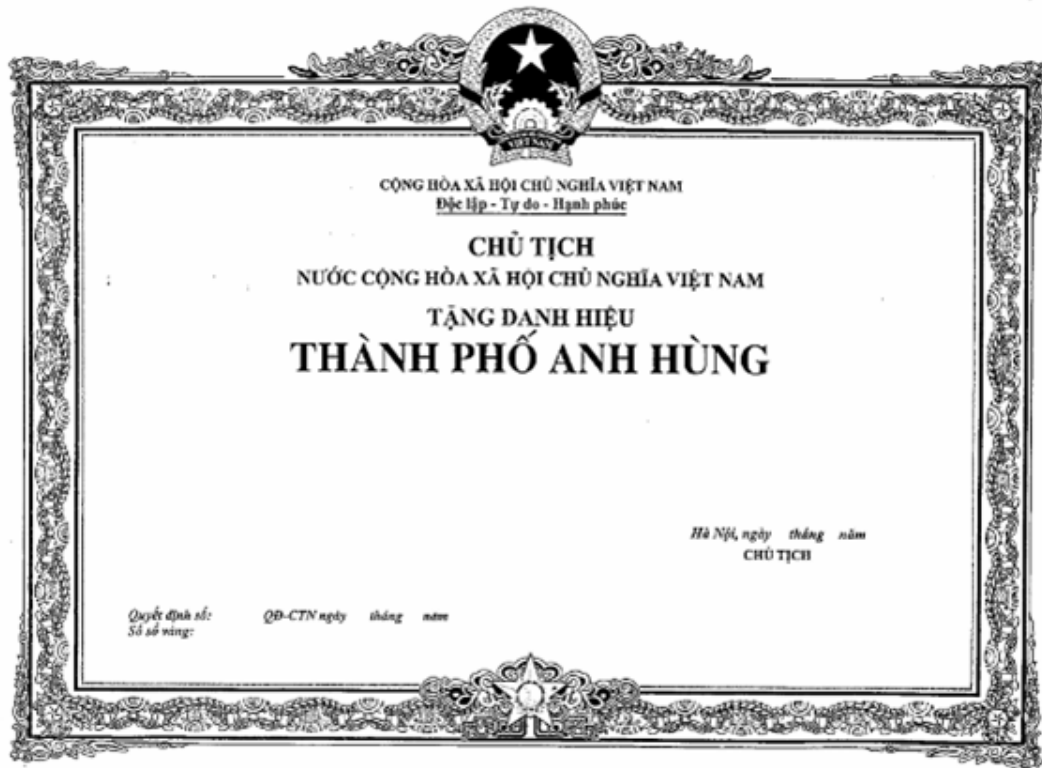 VIỆT NAM
CỘNG HÒA XÃ HỘI CHỦ NGHĨA VIỆT NAM
Độc lập - Tự do - Hạnh phúc
CHỦ TỊCH
NƯỚC CỘNG HÒA XÃ HỘI CHỦ NGHĨA VIỆT NAM
TẶNG DANH HIỆU
THÀNH PHỐ ANH HÙNG
Hà Nội, ngày tháng năm
CHỦ TỊCH
Quyết định số: QĐ-CTN ngày tháng năm
Số sổ vàng: